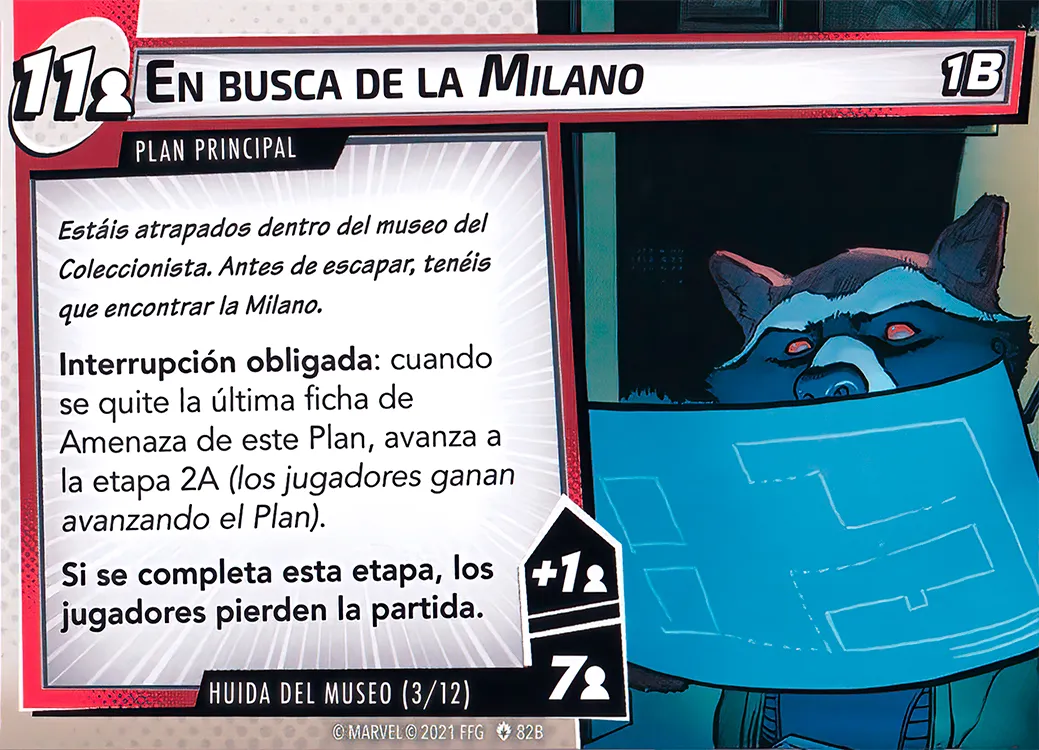 11
EN BUSCA DE LA MILANO
1B
PLAN PRINCIPAL
Estáis atrapados dentro del museo del
Coleccionista. Antes de escapar, tenéis
que encontrar la Milano.
Interrupción obligada: cuando
se quite la última ficha de
Amenaza de este Plan, avanza a
la etapa 2A (los jugadores ganan
avanzando el Plan).
Si se completa esta etapa, los
jugadores pierden la partida.
+1
7
HUIDA DEL MUSEO (3/12)
© MARVEL © 2021 FFG 82B